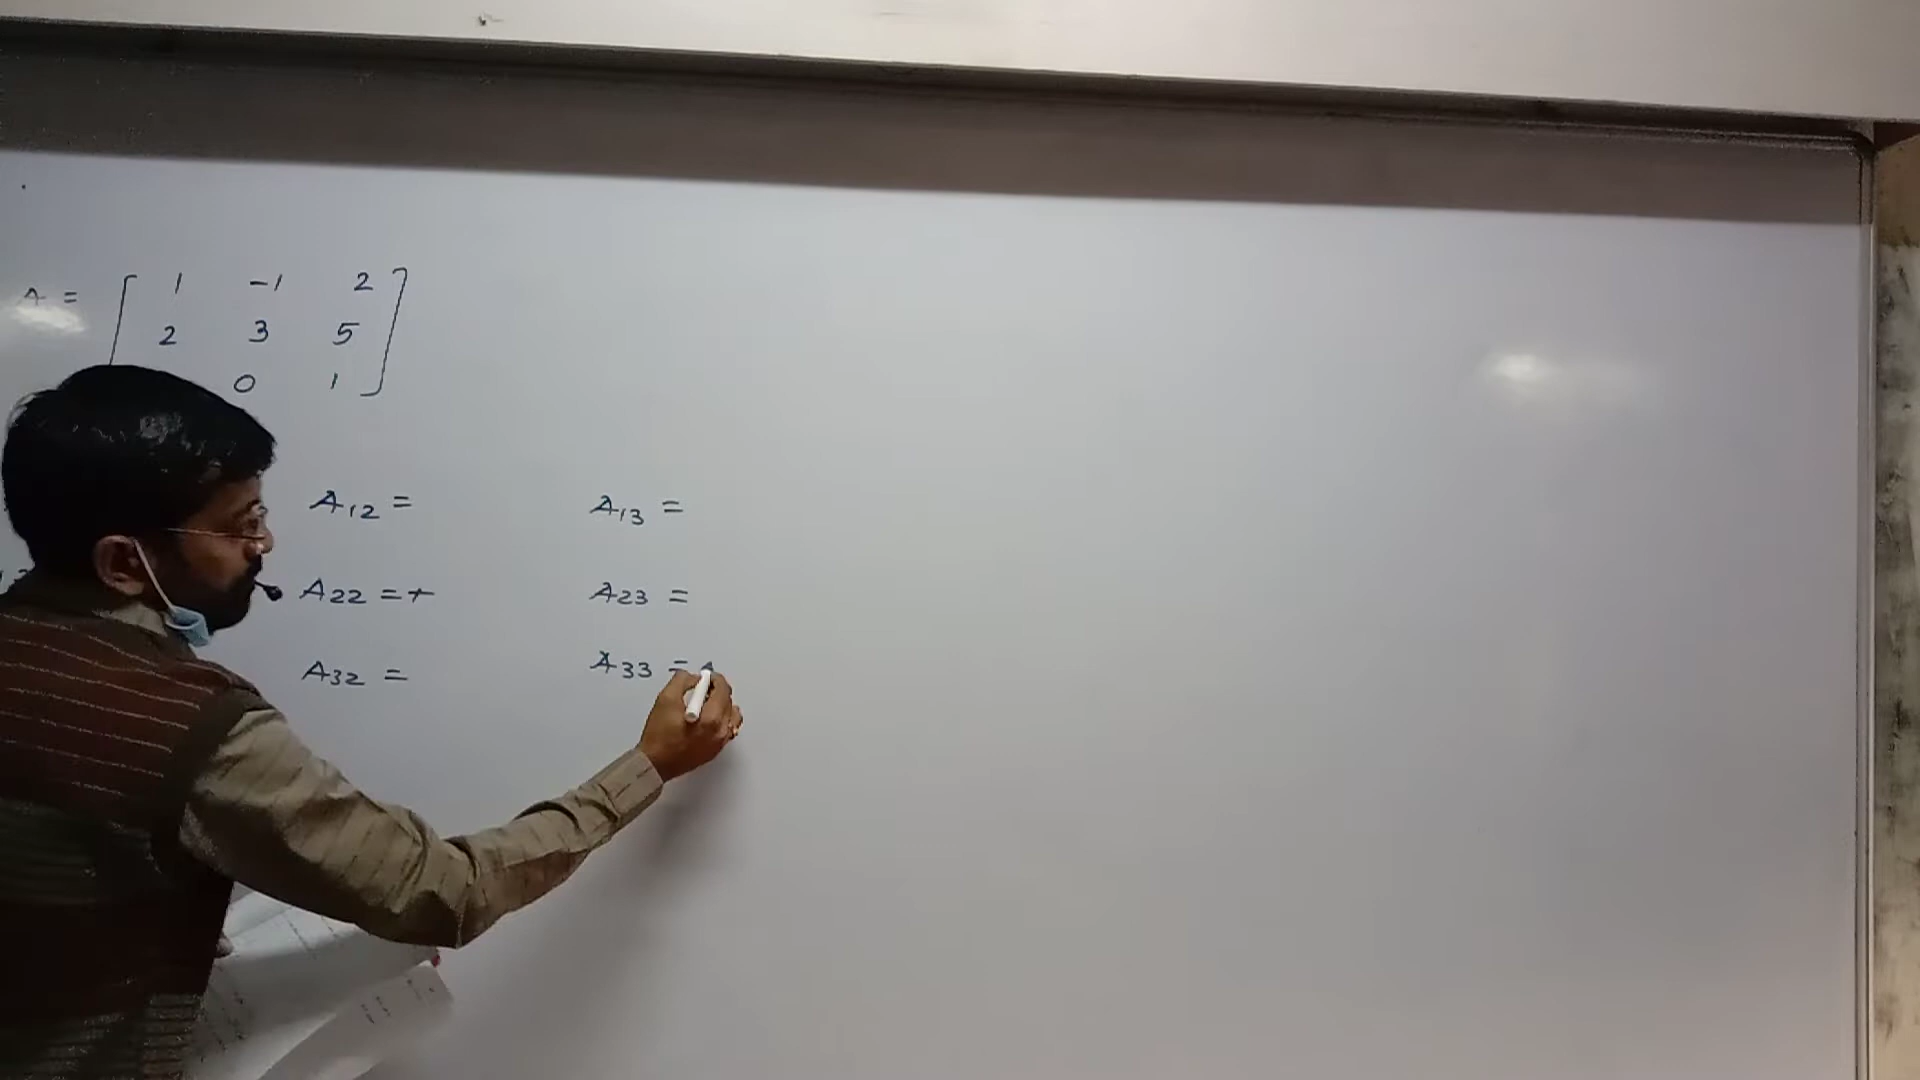 A = [ 1 -1 2
2 3 5
0 1 ]
A12 = A13 =
A22 = + A23 =
A32 = A33 =